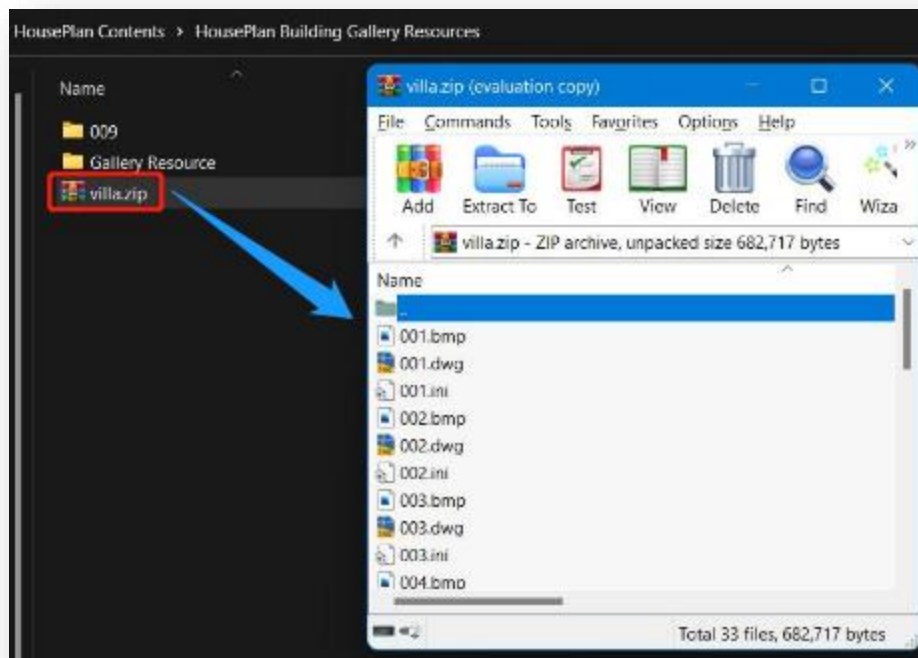 HousePlan Contents > HousePlan Building Gallery Resources
Name
009
Gallery Resource
villa.zip
villa.zip (evaluation copy)
File Commands Tools Favorites Options Help
Add Extract To Test View Delete Find Wiza
villa.zip - ZIP archive, unpacked size 682,717 bytes
Name
..
001.bmp
001.dwg
001.ini
002.bmp
002.dwg
002.ini
003.bmp
003.dwg
003.ini
004.bmp
Total 33 files, 682,717 bytes